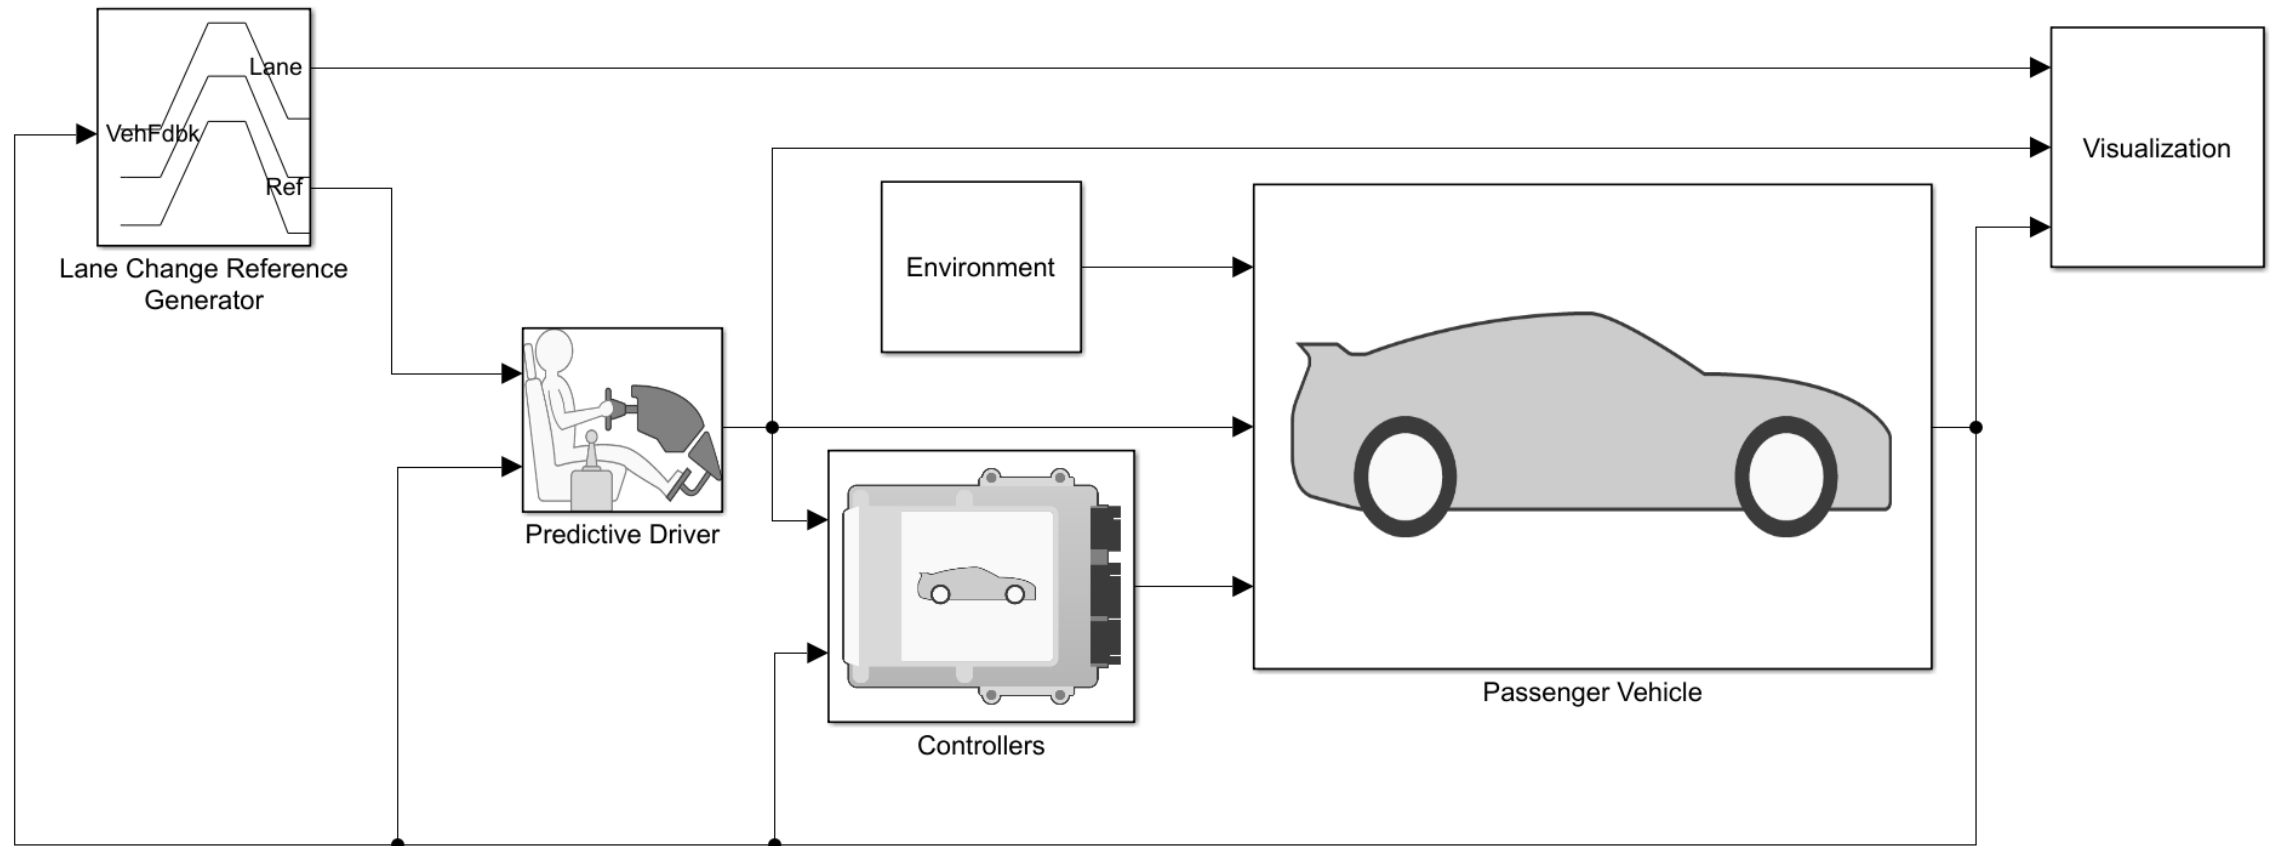 Lane
VehFdbk
Ref
Lane Change Reference
Generator
Visualization
Environment
Predictive Driver
Passenger Vehicle
Controllers